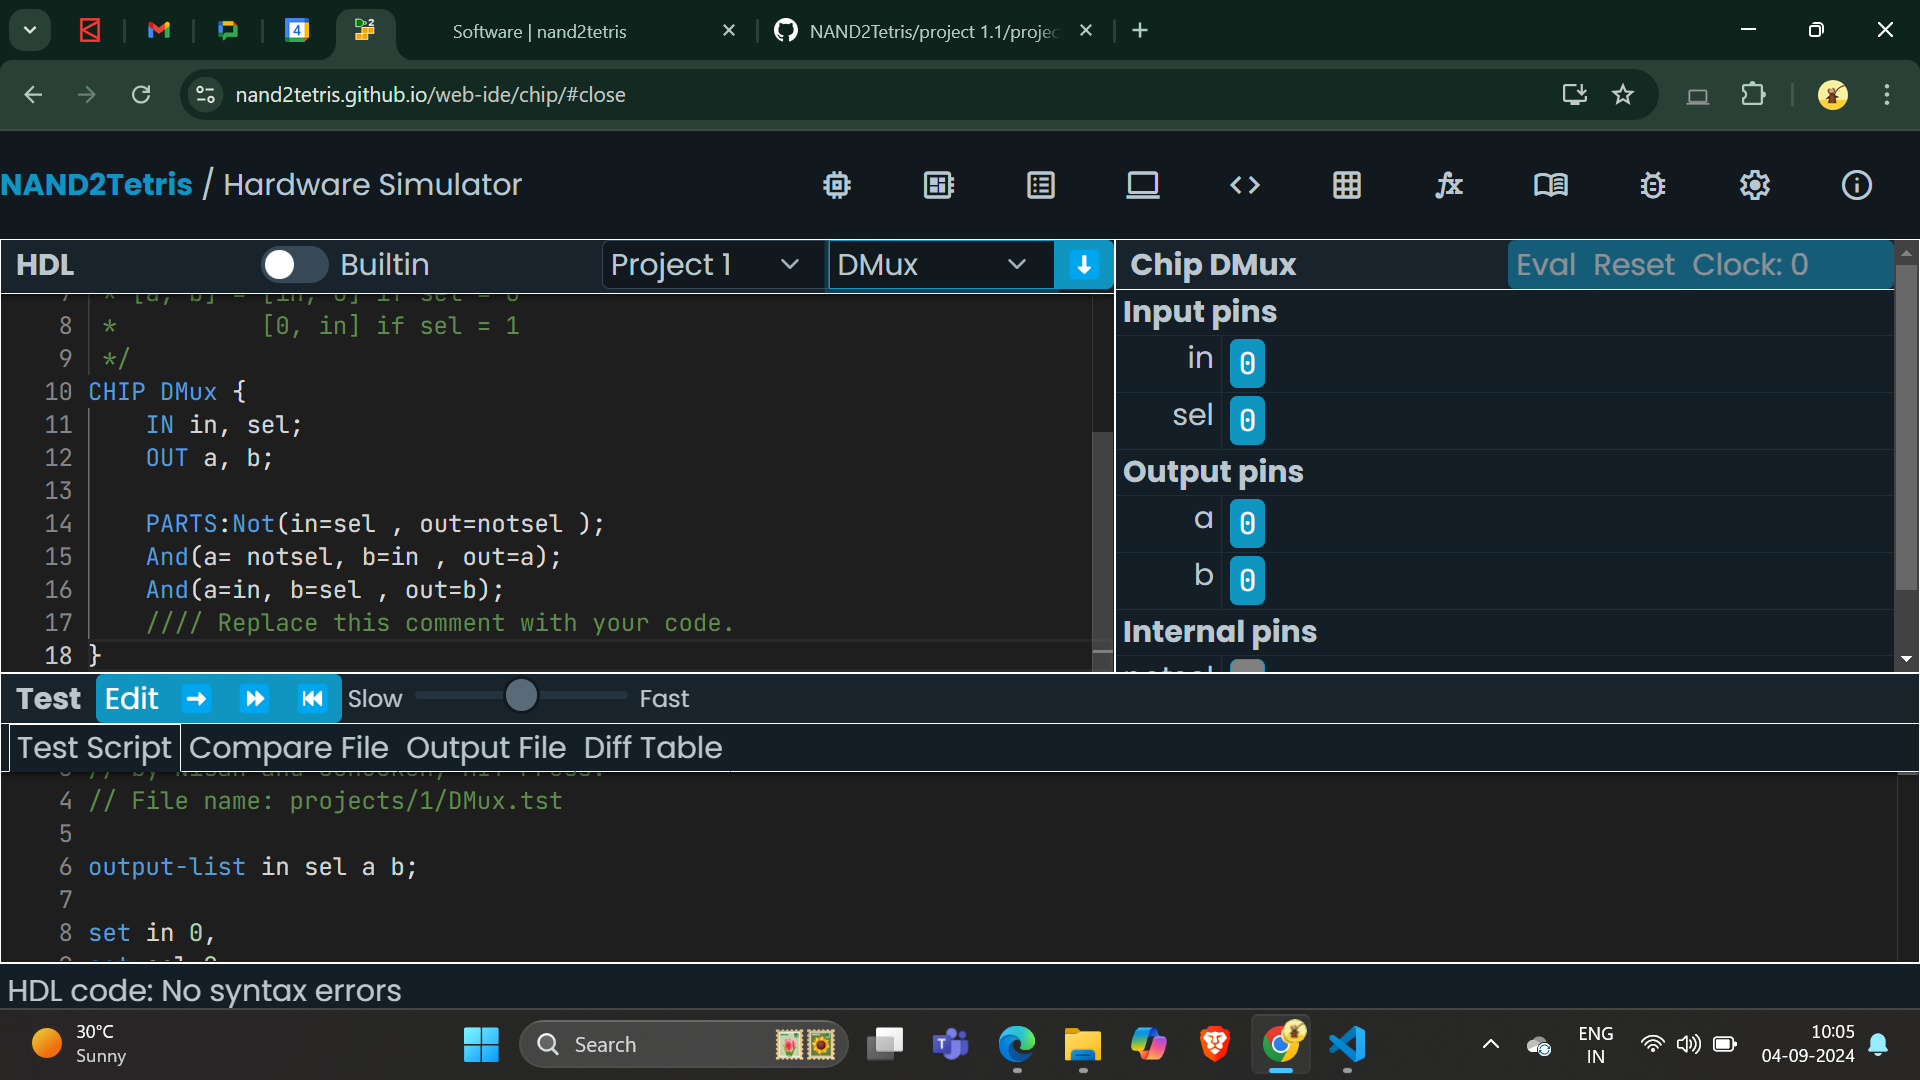 4
2
Software | nand2tetris
NAND2Tetris/project 1.1/projec
nand2tetris.github.io/web-ide/chip/#close
NAND2Tetris / Hardware Simulator
HDL
Builtin
Project 1
DMux
Chip DMux
Eval Reset Clock: 0
7 * [a, b] = [in, 0] if sel = 0
8 * [0, in] if sel = 1
9 */
10 CHIP DMux {
11 IN in, sel;
12 OUT a, b;
13
14 PARTS:Not(in=sel , out=notsel );
15 And(a= notsel, b=in , out=a);
16 And(a=in, b=sel , out=b);
17 //// Replace this comment with your code.
18 }
Input pins
in 0
sel 0
Output pins
a 0
b 0
Internal pins
notsel
Test Edit Slow Fast
Test Script Compare File Output File Diff Table
3 // by Nisan and Schocken, MIT Press.
4 // File name: projects/1/DMux.tst
5
6 output-list in sel a b;
7
8 set in 0,
HDL code: No syntax errors
30°C
Sunny
Search
ENG
IN
10:05
04-09-2024